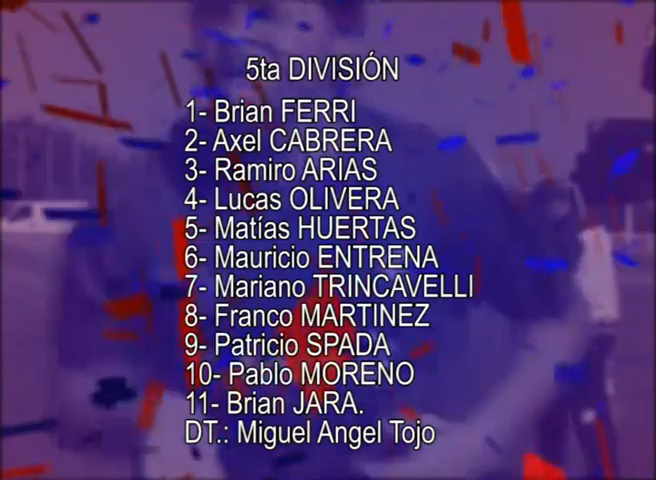 5ta DIVISIÓN
1- Brian FERRI
2- Axel CABRERA
3- Ramiro ARIAS
4- Lucas OLIVERA
5- Matías HUERTAS
6- Mauricio ENTRENA
7- Mariano TRINCAVELLI
8- Franco MARTINEZ
9- Patricio SPADA
10- Pablo MORENO
11- Brian JARA.
DT.: Miguel Angel Tojo